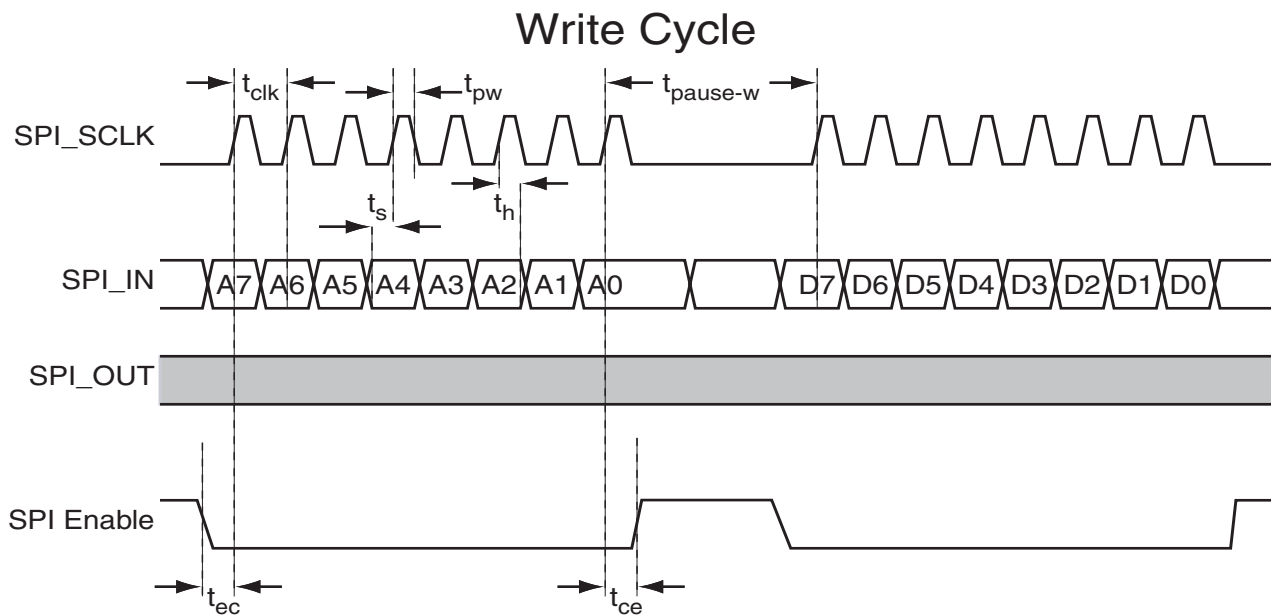 Write Cycle
t_clk t_pw t_pause-w
SPI_SCLK
t_s t_h
SPI_IN A7 A6 A5 A4 A3 A2 A1 A0 D7 D6 D5 D4 D3 D2 D1 D0
SPI_OUT
SPI Enable
t_ec t_ce